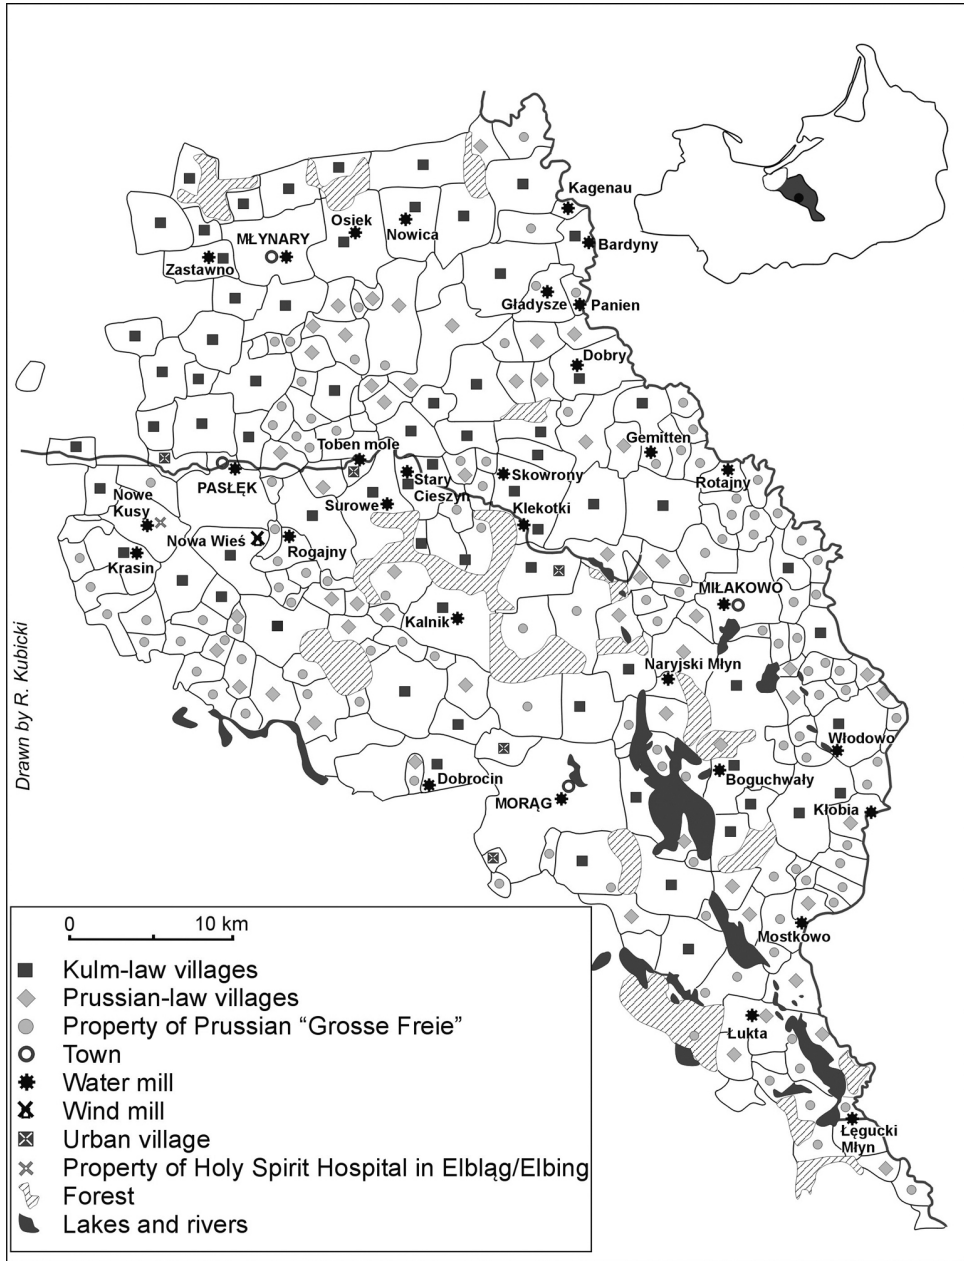 Kagenau
Osiek
Nowica
MŁYNARY
Bardyny
Zastawno
Gładysze
Panien
Dobry
Toben mole
Gemitten
PASŁĘK
Stary
Cieszyn
Skowrony
Rotajny
Nowe
Kusy
Surowe
Klekotki
Nowa Wieś
Rogajny
Krasin
MIŁAKOWO
Kalnik
Naryjski Młyn
Włodowo
Dobrocin
Boguchwały
MORĄG
Kłobia
Mostkowo
Łukta
Łęgucki
Młyn
Drawn by R. Kubicki
0 10 km
Kulm-law villages
Prussian-law villages
Property of Prussian “Grosse Freie”
Town
Water mill
Wind mill
Urban village
Property of Holy Spirit Hospital in Elbląg/Elbing
Forest
Lakes and rivers